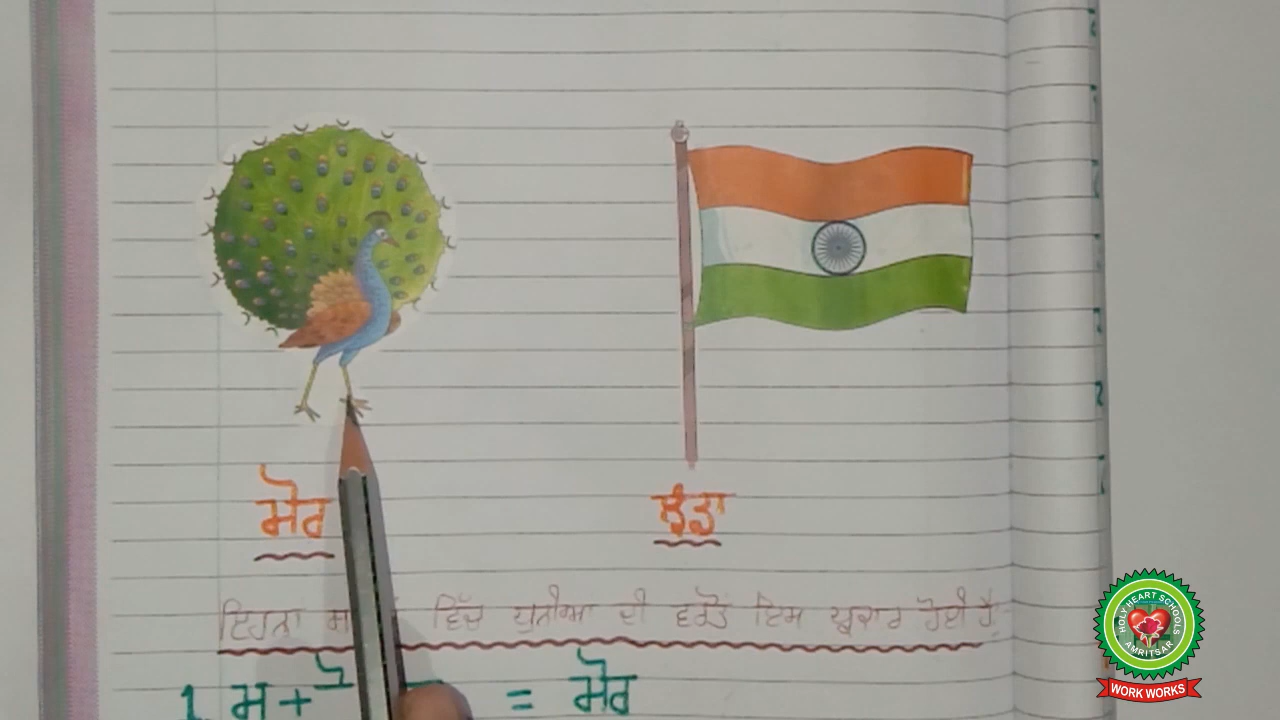 ਮੋਰ ਝੰਡਾ
ਇਹਨਾ ਵਿੱਚ ਧੁਨੀਆ ਦੀ ਵਰਤੋਂ ਇਸ ਪ੍ਰਕਾਰ ਹੋਈ ਹੈ:
1 ਮ + = ਮੋਰ
HOLY HEART SCHOOLS
AMRITSAR
WORK WORKS